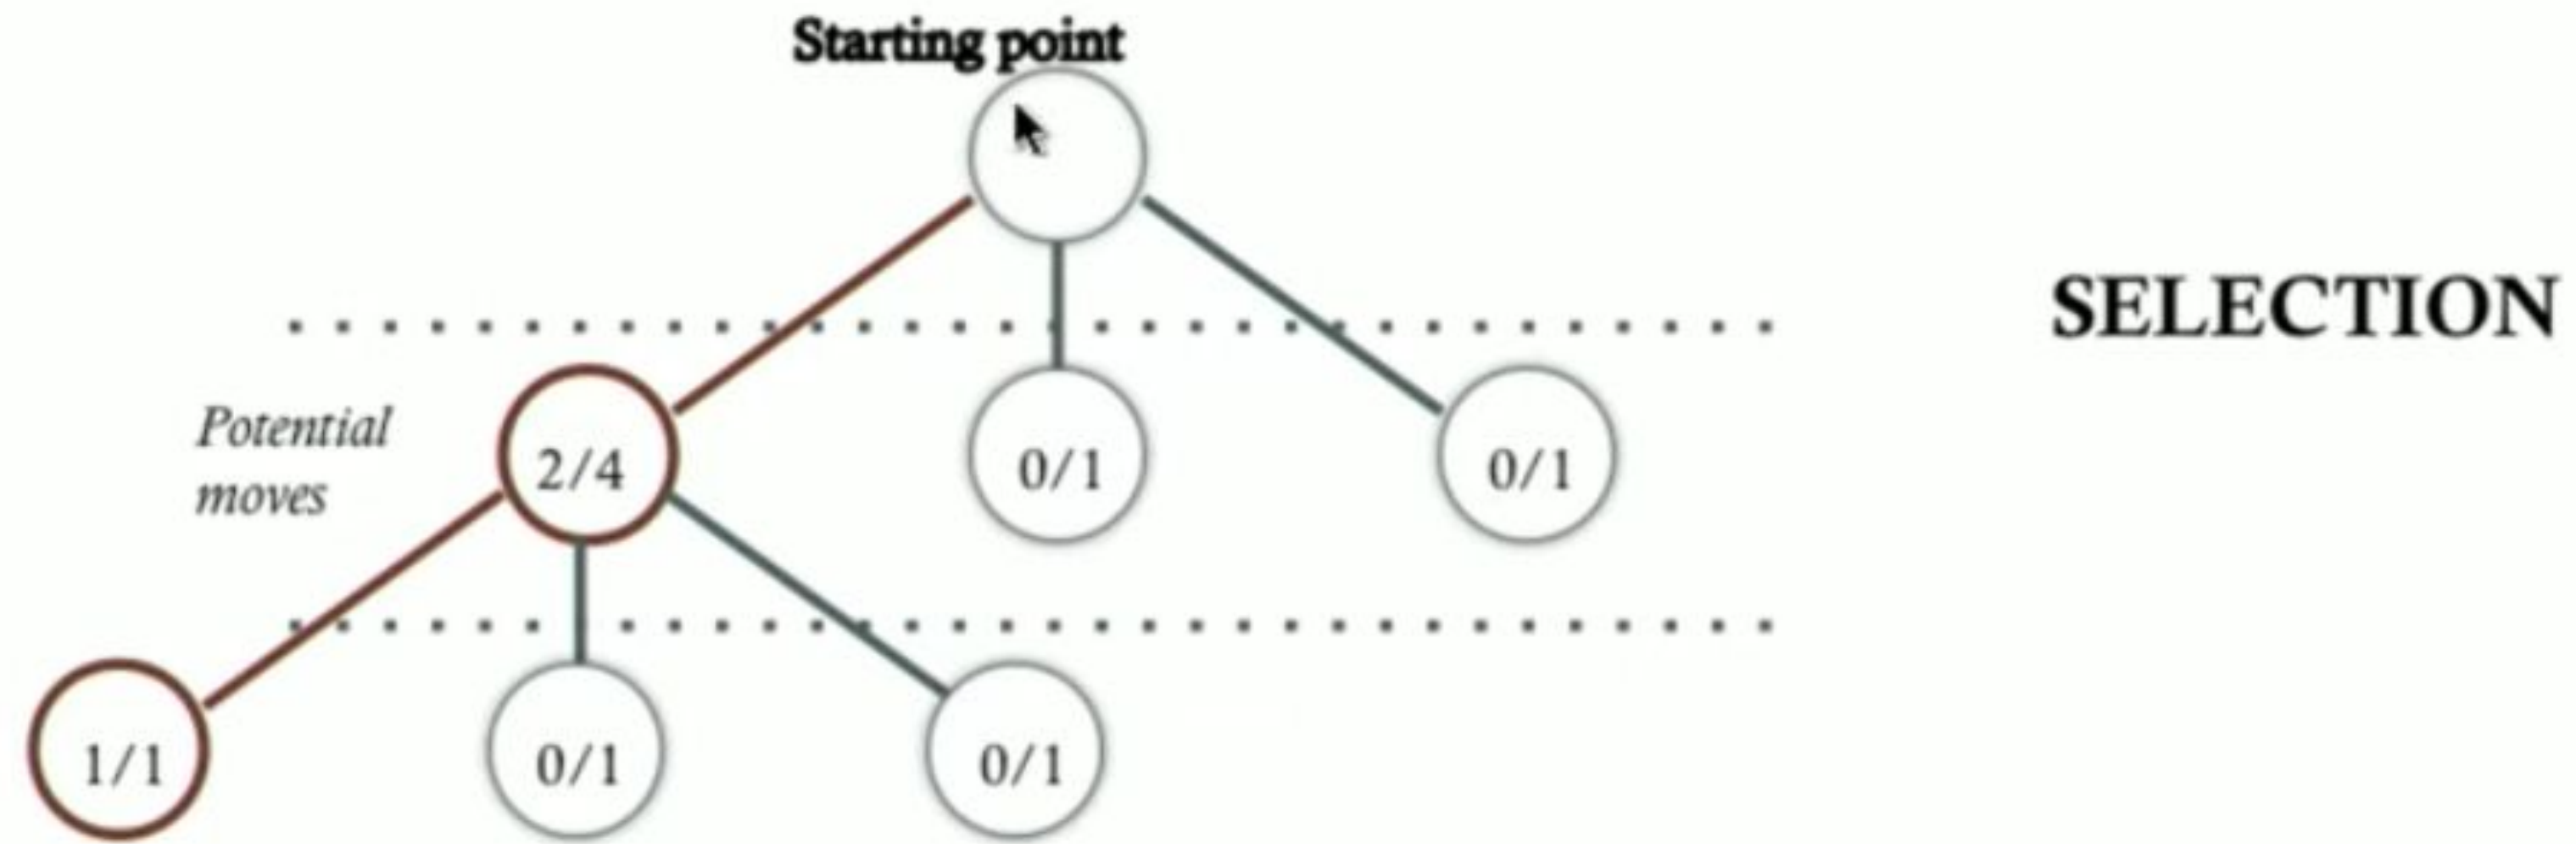 Starting point
SELECTION
Potential
moves
2/4
0/1
0/1
1/1
0/1
0/1